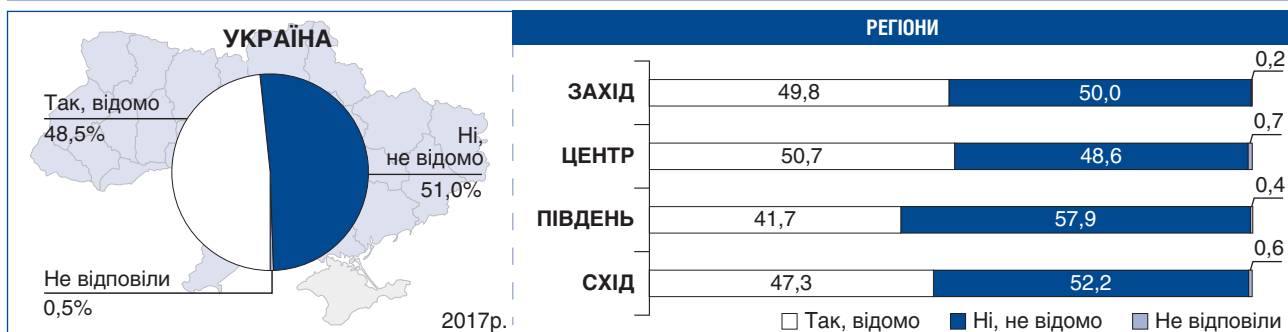 УКРАЇНА
Так, відомо
48,5%
Ні,
не відомо
51,0%
Не відповіли
0,5%
2017р.
РЕГІОНИ
0,2
ЗАХІД 49,8 50,0
0,7
ЦЕНТР 50,7 48,6
0,4
ПІВДЕНЬ 41,7 57,9
0,6
СХІД 47,3 52,2
Так, відомо Ні, не відомо Не відповіли